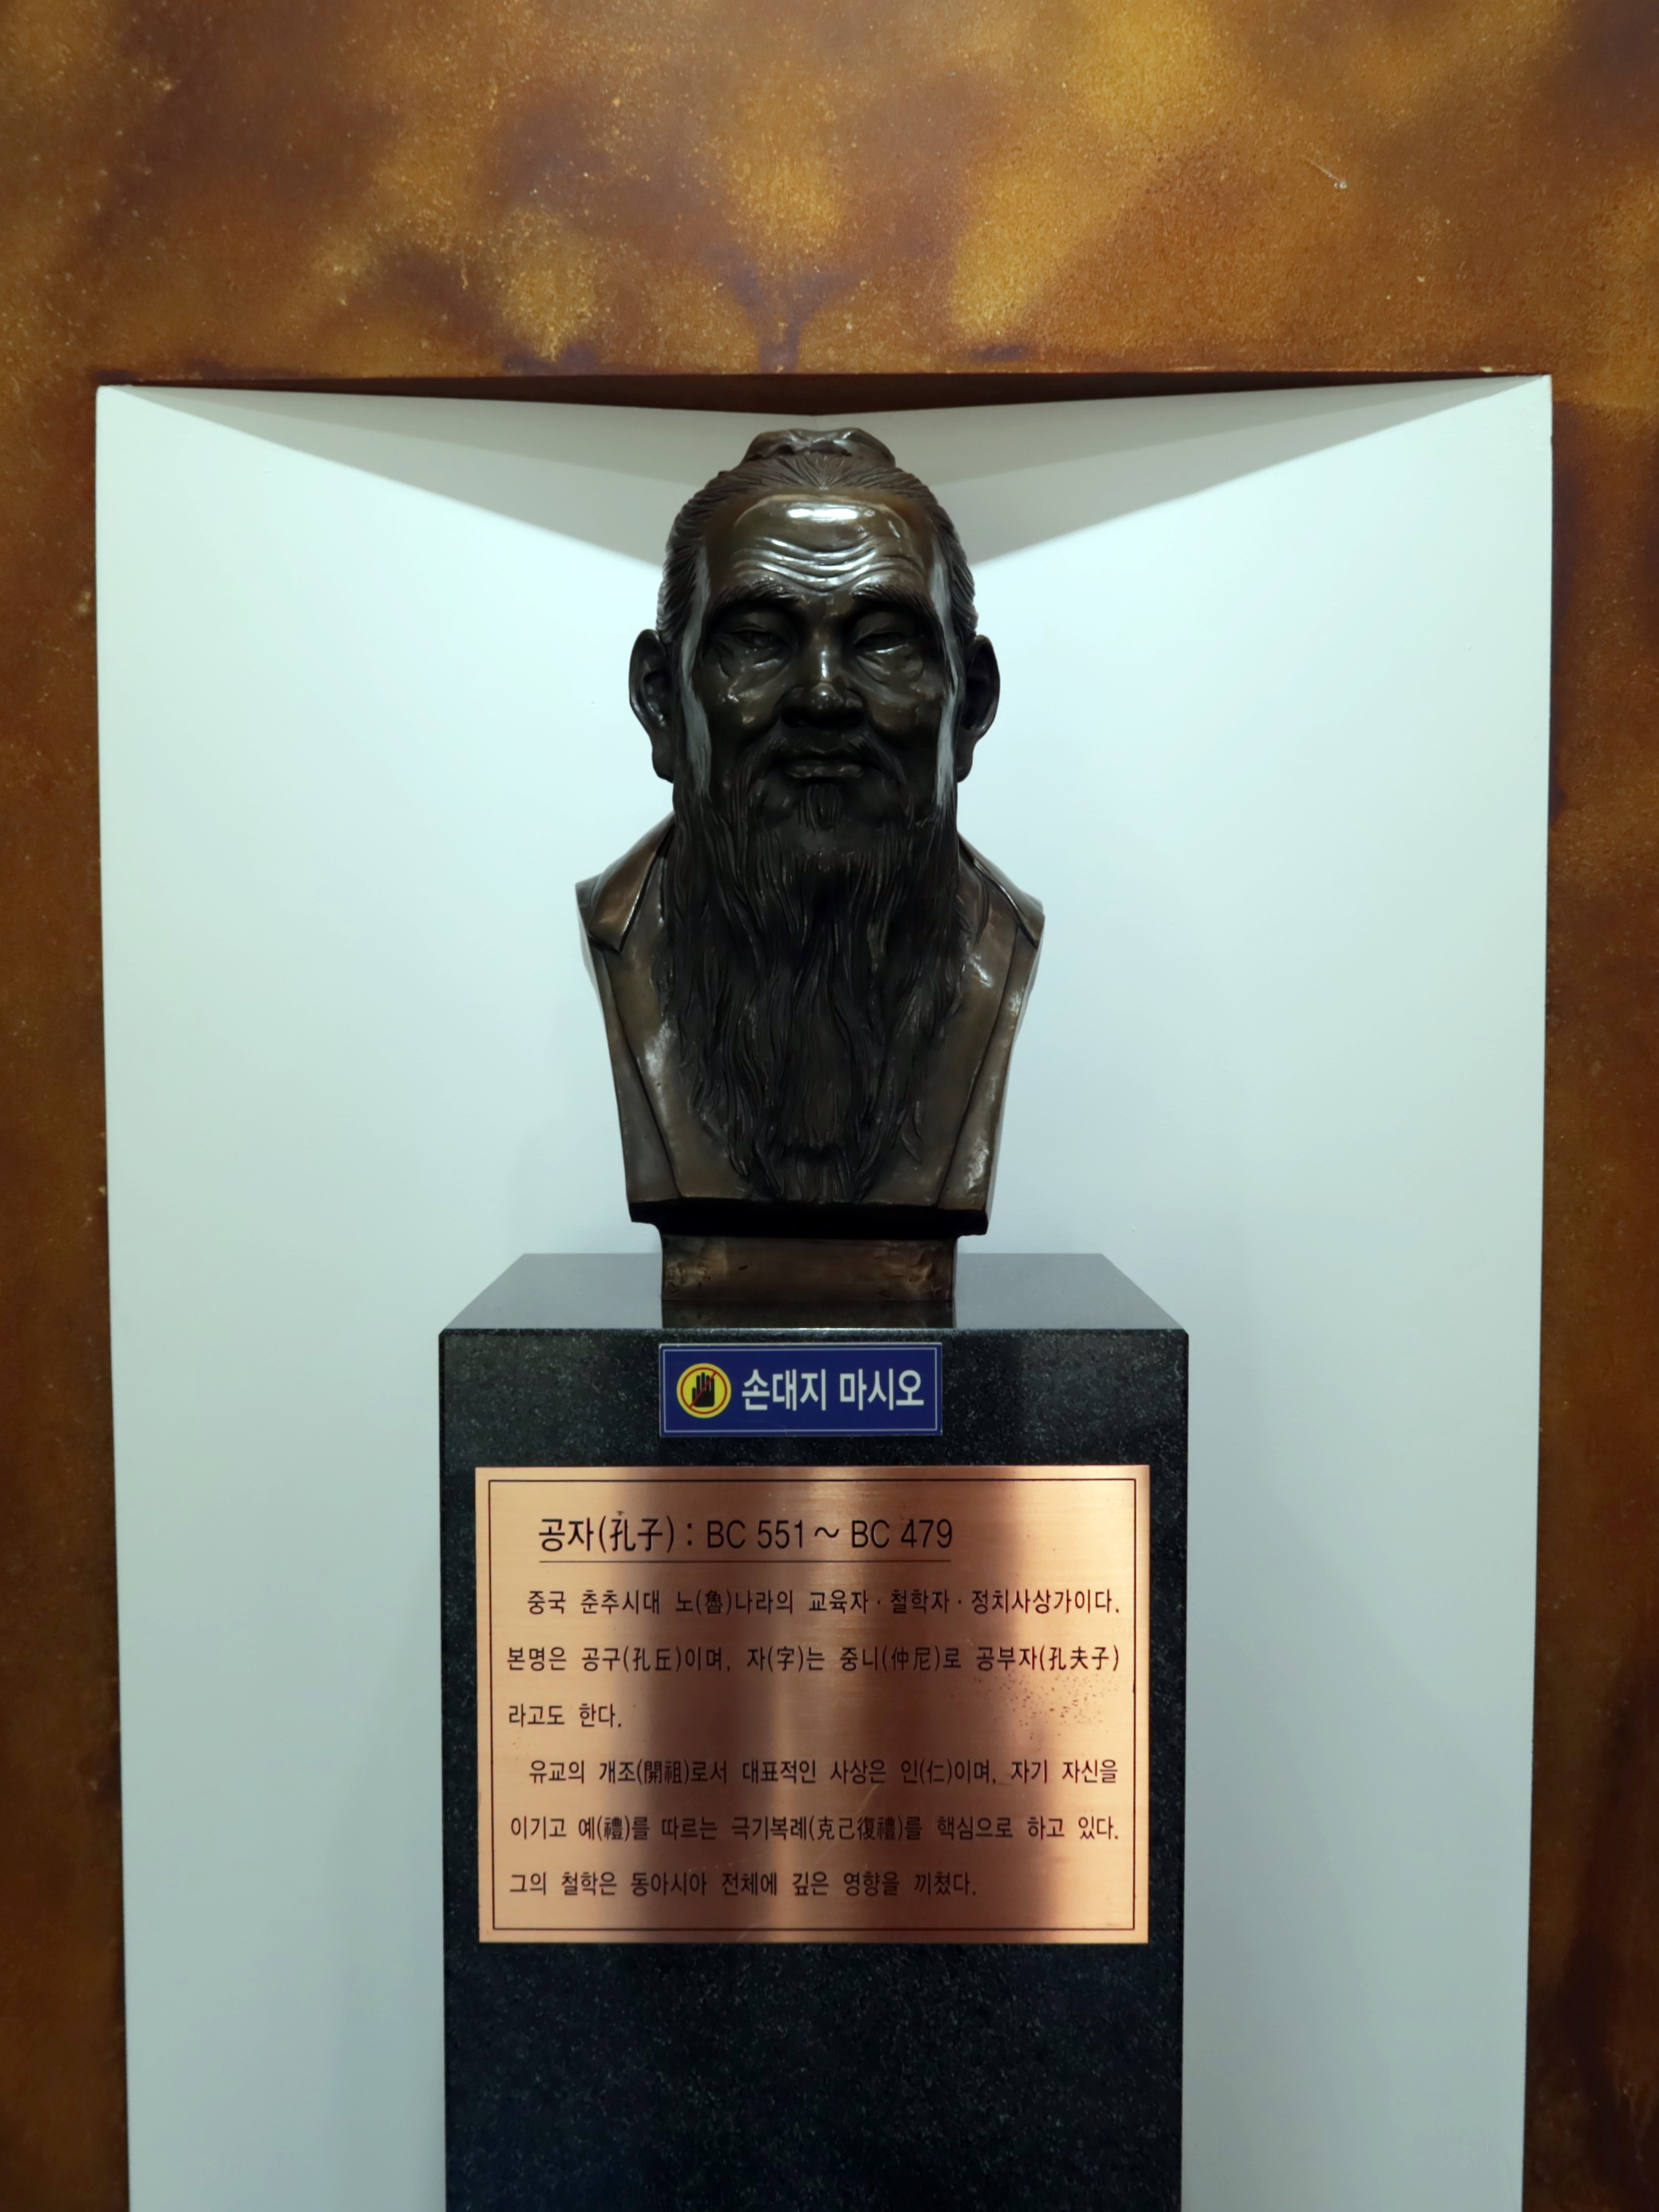 손대지 마시오
공자(孔子) : BC 551~ BC 479
중국 춘추시대 노(魯)나라의 교육자·철학자·정치사상가이다.
본명은 공구(孔丘)이며, 자(字)는 중니(仲尼)로 공부자(孔夫子)
라고도 한다.
유교의 개조(開祖)로서 대표적인 사상은 인(仁)이며, 자기 자신을
이기고 예(禮)를 따르는 극기복례(克己復禮)를 핵심으로 하고 있다.
그의 철학은 동아시아 전체에 깊은 영향을 끼쳤다.